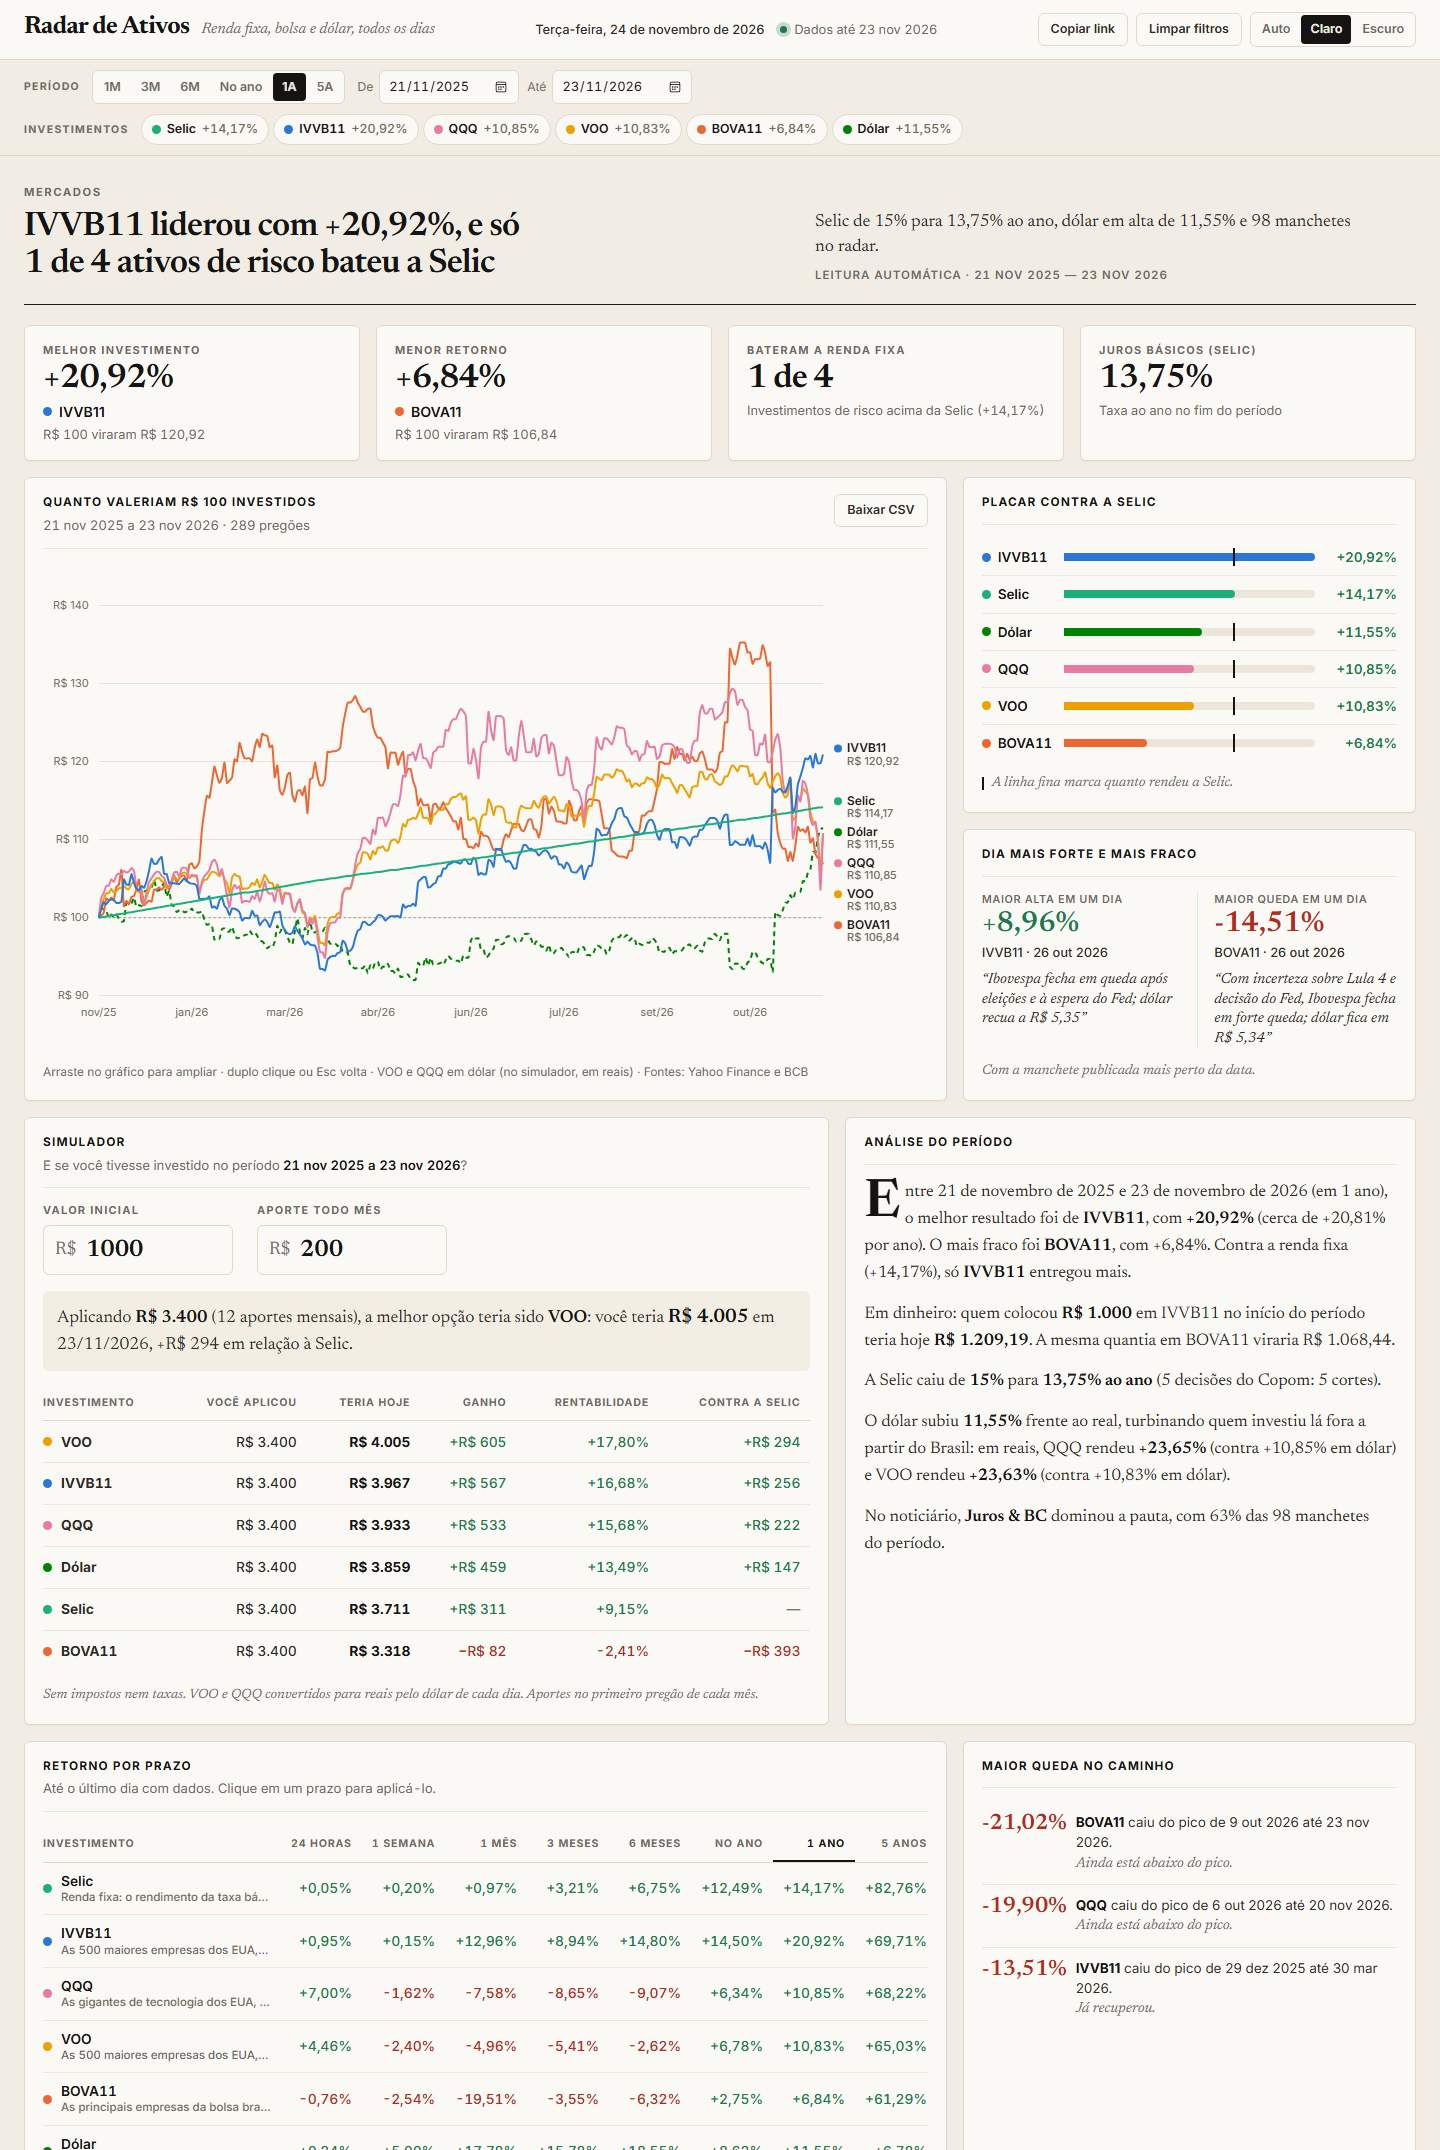 Radar de Ativos
Renda fixa, bolsa e dólar, todos os dias
Terça-feira, 24 de novembro de 2026
Dados até 23 nov 2026
Copiar link
Limpar filtros
Auto
Claro
Escuro
PERÍODO
1M
3M
6M
No ano
1A
5A
De
21/11/2025
Até
23/11/2026
INVESTIMENTOS
Selic +14,17%
IVVB11 +20,92%
QQQ +10,85%
VOO +10,83%
BOVA11 +6,84%
Dólar +11,55%
MERCADOS
IVVB11 liderou com +20,92%, e só
1 de 4 ativos de risco bateu a Selic
Selic de 15% para 13,75% ao ano, dólar em alta de 11,55% e 98 manchetes
no radar.
LEITURA AUTOMÁTICA · 21 NOV 2025 — 23 NOV 2026
MELHOR INVESTIMENTO
+20,92%
IVVB11
R$ 100 viraram R$ 120,92
MENOR RETORNO
+6,84%
BOVA11
R$ 100 viraram R$ 106,84
BATERAM A RENDA FIXA
1 de 4
Investimentos de risco acima da Selic (+14,17%)
JUROS BÁSICOS (SELIC)
13,75%
Taxa ao ano no fim do período
QUANTO VALERIAM R$ 100 INVESTIDOS
21 nov 2025 a 23 nov 2026 · 289 pregões
Baixar CSV
R$ 140
R$ 130
R$ 120
R$ 110
R$ 100
R$ 90
nov/25
jan/26
mar/26
abr/26
jun/26
jul/26
set/26
out/26
IVVB11
R$ 120,92
Selic
R$ 114,17
Dólar
R$ 111,55
QQQ
R$ 110,85
VOO
R$ 110,83
BOVA11
R$ 106,84
Arraste no gráfico para ampliar · duplo clique ou Esc volta · VOO e QQQ em dólar (no simulador, em reais) · Fontes: Yahoo Finance e BCB
PLACAR CONTRA A SELIC
IVVB11 +20,92%
Selic +14,17%
Dólar +11,55%
QQQ +10,85%
VOO +10,83%
BOVA11 +6,84%
A linha fina marca quanto rendeu a Selic.
DIA MAIS FORTE E MAIS FRACO
MAIOR ALTA EM UM DIA
+8,96%
IVVB11 · 26 out 2026
“Ibovespa fecha em queda após
eleições e à espera do Fed; dólar
recua a R$ 5,35”
MAIOR QUEDA EM UM DIA
-14,51%
BOVA11 · 26 out 2026
“Com incerteza sobre Lula 4 e
decisão do Fed, Ibovespa fecha
em forte queda; dólar fica em
R$ 5,34”
Com a manchete publicada mais perto da data.
SIMULADOR
E se você tivesse investido no período 21 nov 2025 a 23 nov 2026?
VALOR INICIAL
R$ 1000
APORTE TODO MÊS
R$ 200
Aplicando R$ 3.400 (12 aportes mensais), a melhor opção teria sido VOO: você teria R$ 4.005 em
23/11/2026, +R$ 294 em relação à Selic.
INVESTIMENTO VOCÊ APLICOU TERIA HOJE GANHO RENTABILIDADE CONTRA A SELIC
VOO R$ 3.400 R$ 4.005 +R$ 605 +17,80% +R$ 294
IVVB11 R$ 3.400 R$ 3.967 +R$ 567 +16,68% +R$ 256
QQQ R$ 3.400 R$ 3.933 +R$ 533 +15,68% +R$ 222
Dólar R$ 3.400 R$ 3.859 +R$ 459 +13,49% +R$ 147
Selic R$ 3.400 R$ 3.711 +R$ 311 +9,15% —
BOVA11 R$ 3.400 R$ 3.318 −R$ 82 -2,41% −R$ 393
Sem impostos nem taxas. VOO e QQQ convertidos para reais pelo dólar de cada dia. Aportes no primeiro pregão de cada mês.
ANÁLISE DO PERÍODO
Entre 21 de novembro de 2025 e 23 de novembro de 2026 (em 1 ano),
o melhor resultado foi de IVVB11, com +20,92% (cerca de +20,81%
por ano). O mais fraco foi BOVA11, com +6,84%. Contra a renda fixa
(+14,17%), só IVVB11 entregou mais.
Em dinheiro: quem colocou R$ 1.000 em IVVB11 no início do período
teria hoje R$ 1.209,19. A mesma quantia em BOVA11 viraria R$ 1.068,44.
A Selic caiu de 15% para 13,75% ao ano (5 decisões do Copom: 5 cortes).
O dólar subiu 11,55% frente ao real, turbinando quem investiu lá fora a
partir do Brasil: em reais, QQQ rendeu +23,65% (contra +10,85% em dólar)
e VOO rendeu +23,63% (contra +10,83% em dólar).
No noticiário, Juros & BC dominou a pauta, com 63% das 98 manchetes
do período.
RETORNO POR PRAZO
Até o último dia com dados. Clique em um prazo para aplicá-lo.
INVESTIMENTO 24 HORAS 1 SEMANA 1 MÊS 3 MESES 6 MESES NO ANO 1 ANO 5 ANOS
Selic
Renda fixa: o rendimento da taxa bá...
+0,05% +0,20% +0,97% +3,21% +6,75% +12,49% +14,17% +82,76%
IVVB11
As 500 maiores empresas dos EUA,...
+0,95% +0,15% +12,96% +8,94% +14,80% +14,50% +20,92% +69,71%
QQQ
As gigantes de tecnologia dos EUA, ...
+7,00% -1,62% -7,58% -8,65% -9,07% +6,34% +10,85% +68,22%
VOO
As 500 maiores empresas dos EUA,...
+4,46% -2,40% -4,96% -5,41% -2,62% +6,78% +10,83% +65,03%
BOVA11
As principais empresas da bolsa bra...
-0,76% -2,54% -19,51% -3,55% -6,32% +2,75% +6,84% +61,29%
Dólar
MAIOR QUEDA NO CAMINHO
-21,02% BOVA11 caiu do pico de 9 out 2026 até 23 nov
2026.
Ainda está abaixo do pico.
-19,90% QQQ caiu do pico de 6 out 2026 até 20 nov 2026.
Ainda está abaixo do pico.
-13,51% IVVB11 caiu do pico de 29 dez 2025 até 30 mar
2026.
Já recuperou.